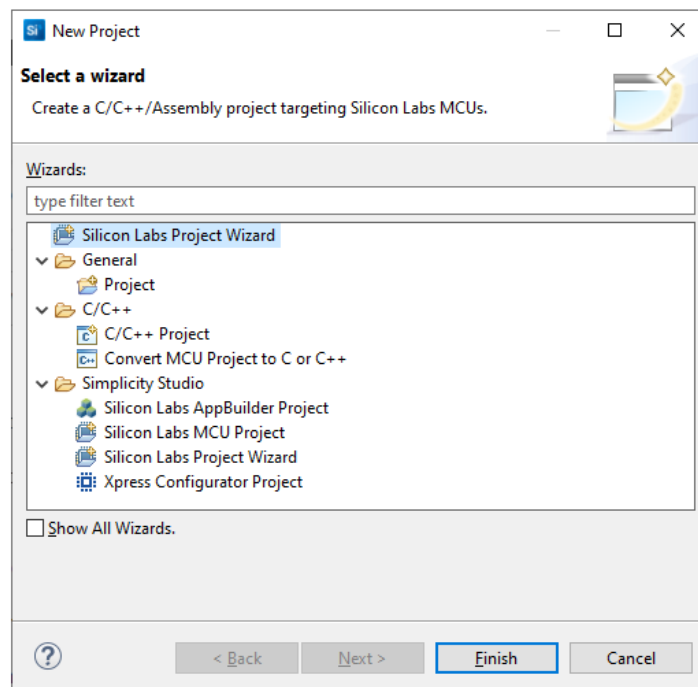 Si New Project
Select a wizard
Create a C/C++/Assembly project targeting Silicon Labs MCUs.
Wizards:
type filter text
Silicon Labs Project Wizard
General
Project
C/C++
C/C++ Project
Convert MCU Project to C or C++
Simplicity Studio
Silicon Labs AppBuilder Project
Silicon Labs MCU Project
Silicon Labs Project Wizard
Xpress Configurator Project
Show All Wizards.
? < Back Next > Finish Cancel